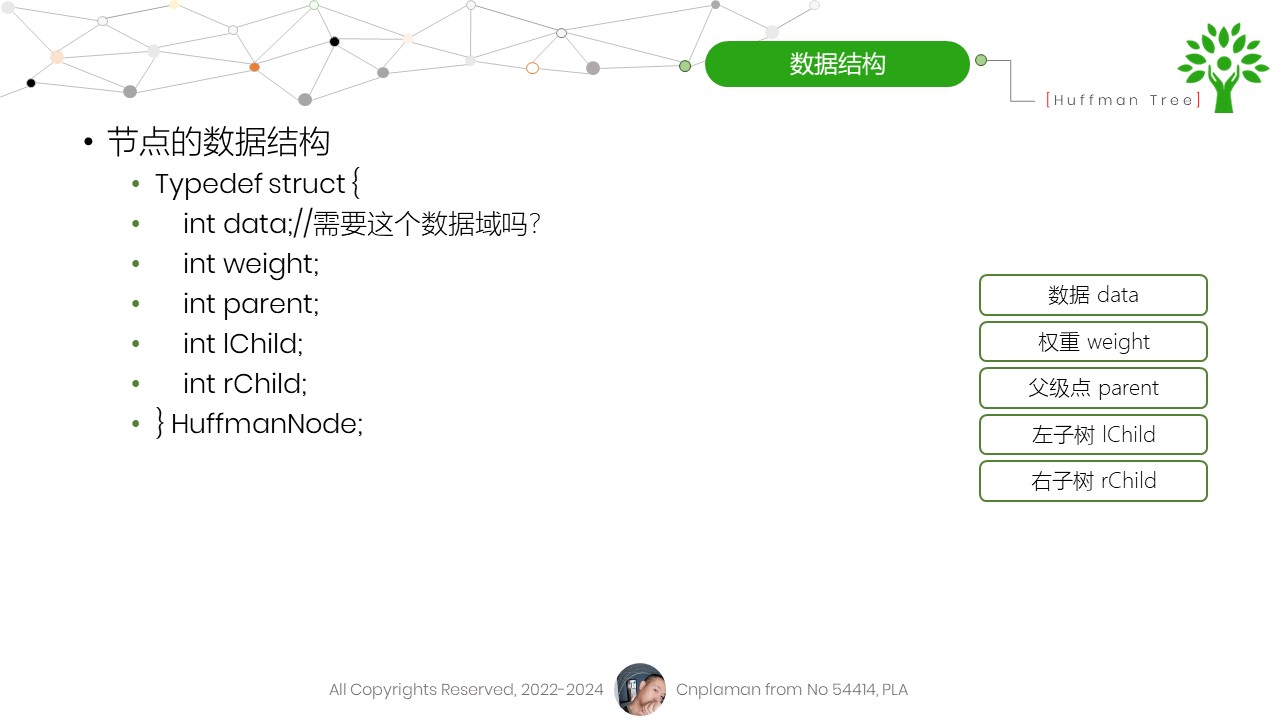 数据结构
[Huffman Tree]
• 节点的数据结构
• Typedef struct {
• int data;//需要这个数据域吗?
• int weight;
• int parent;
• int lChild;
• int rChild;
• } HuffmanNode;
数据 data
权重 weight
父级点 parent
左子树 lChild
右子树 rChild
All Copyrights Reserved, 2022-2024
Cnplaman from No 54414, PLA